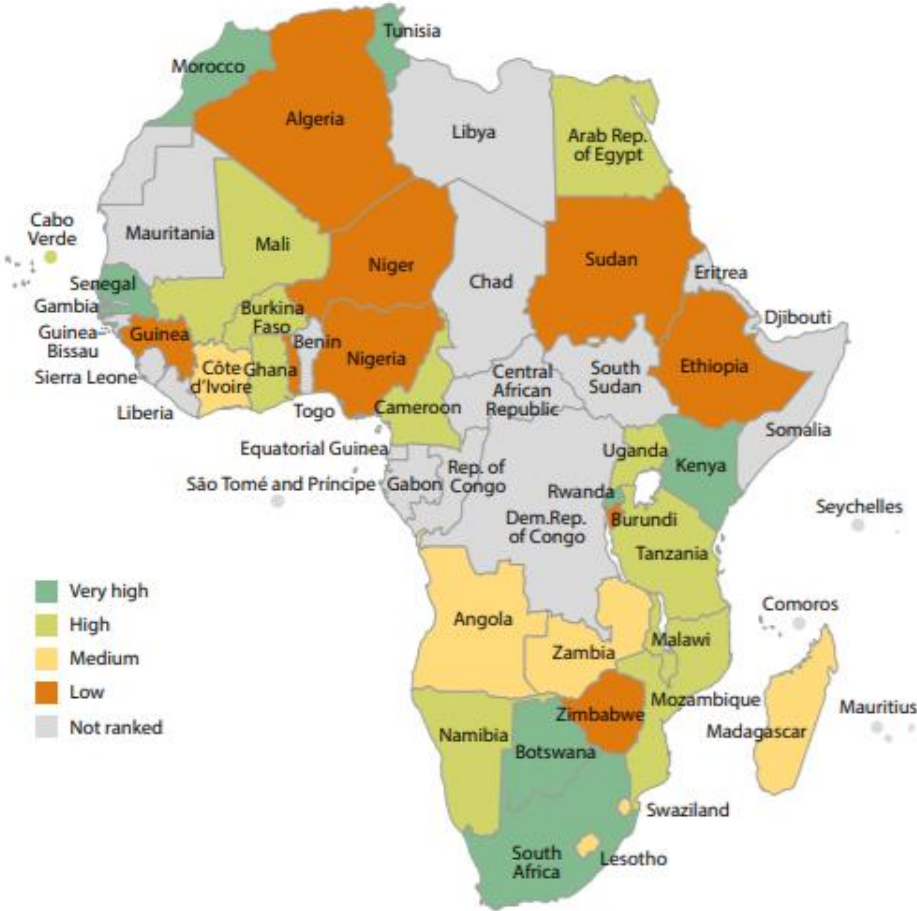 Tunisia
Morocco
Algeria
Libya
Arab Rep.
of Egypt
Cabo
Verde
Mauritania
Mali
Niger
Chad
Sudan
Eritrea
Senegal
Gambia
Guinea-
Bissau
Guinea
Burkina
Faso
Benin
Nigeria
Djibouti
Sierra Leone
Côte
d'Ivoire
Ghana
Central
African
Republic
South
Sudan
Ethiopia
Liberia
Togo
Cameroon
Somalia
Equatorial Guinea
São Tomé and Príncipe
Gabon
Rep. of
Congo
Uganda
Kenya
Rwanda
Burundi
Dem.Rep.
of Congo
Tanzania
Seychelles
Very high
High
Medium
Low
Not ranked
Angola
Zambia
Malawi
Comoros
Mozambique
Zimbabwe
Madagascar
Mauritius
Namibia
Botswana
Swaziland
South
Africa
Lesotho